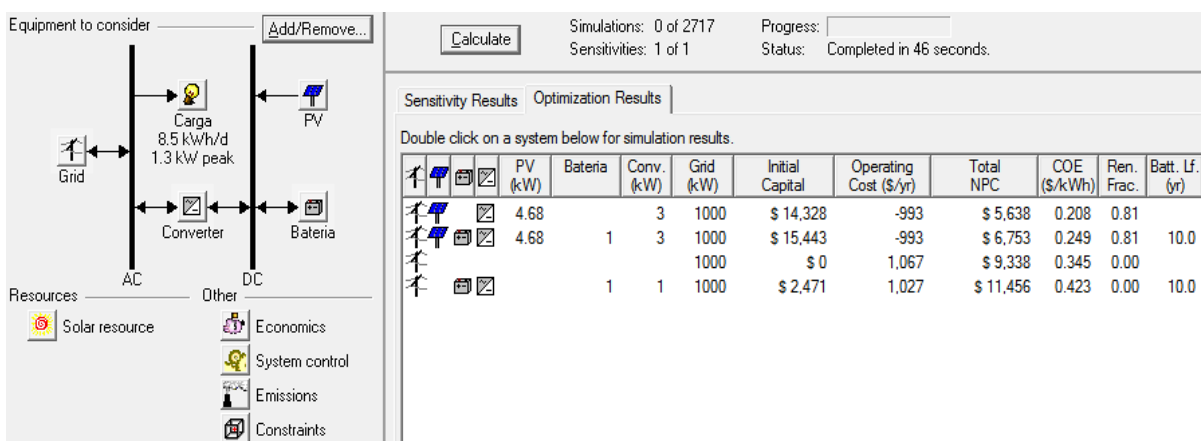 Equipment to consider
Add/Remove...
Carga
8.5 kWh/d
1.3 kW peak
PV
Grid
Converter
Bateria
AC
DC
Resources
Other
Solar resource
Economics
System control
Emissions
Constraints
Calculate
Simulations: 0 of 2717
Progress:
Sensitivities: 1 of 1
Status: Completed in 46 seconds.
Sensitivity Results
Optimization Results
Double click on a system below for simulation results.
PV (kW) Bateria Conv. (kW) Grid (kW) Initial Capital Operating Cost ($/yr) Total NPC COE ($/kWh) Ren. Frac. Batt. Lf. (yr)
4.68 3 1000 $ 14,328 -993 $ 5,638 0.208 0.81
4.68 1 3 1000 $ 15,443 -993 $ 6,753 0.249 0.81 10.0
1000 $ 0 1,067 $ 9,338 0.345 0.00
1 1 1000 $ 2,471 1,027 $ 11,456 0.423 0.00 10.0